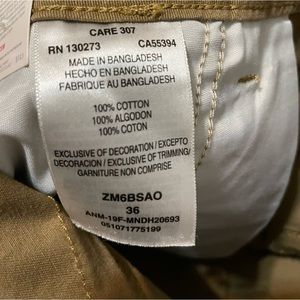 CARE 307
RN 130273 CA55394
MADE IN BANGLADESH
HECHO EN BANGLADESH
FABRIQUE AU BANGLADESH
100% COTTON
100% ALGODON
100% COTON
EXCLUSIVE OF DECORATION/EXCEPTO
DECORACION/EXCLUSIVE OF TRIMMING/
GARNITURE NON COMPRISE
ZM6BSAO
36
ANM-19F-MNDH20693
051071775199